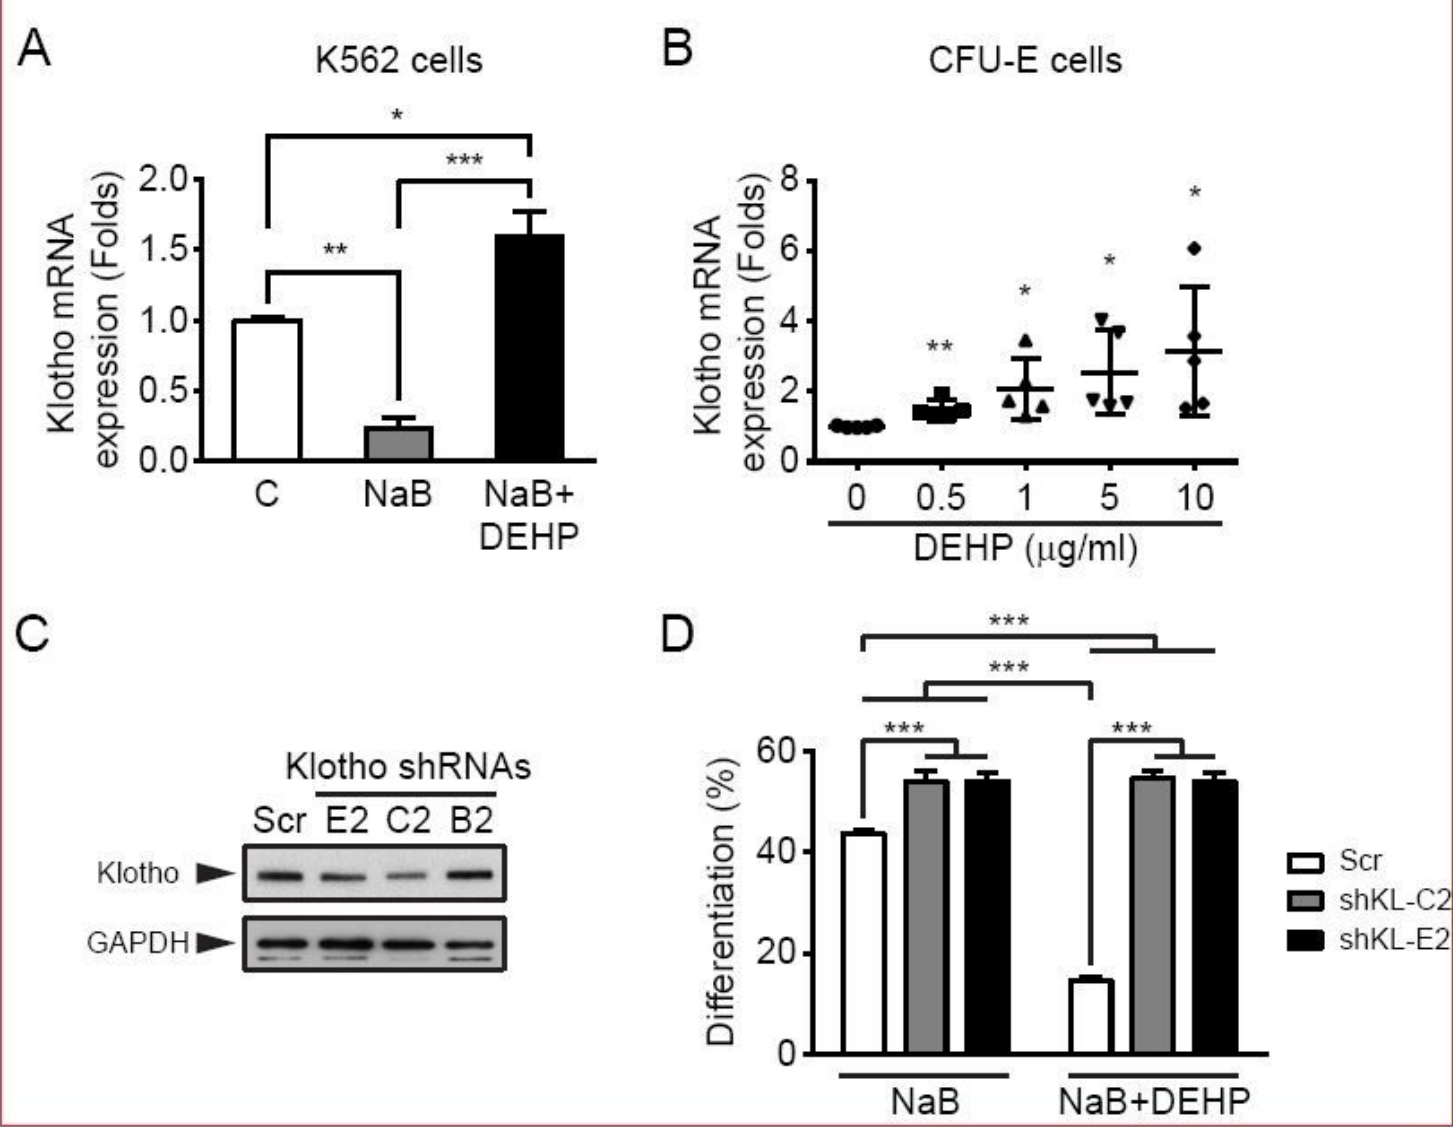 A
K562 cells
*
***
**
Klotho mRNA
expression (Folds)
2.0
1.5
1.0
0.5
0.0
C
NaB
NaB+
DEHP
B
CFU-E cells
Klotho mRNA
expression (Folds)
8
6
4
2
0
**
*
*
*
0
0.5
1
5
10
DEHP (μg/ml)
C
Klotho shRNAs
Scr E2 C2 B2
Klotho
GAPDH
D
***
***
***
***
Differentiation (%)
60
40
20
0
NaB
NaB+DEHP
Scr
shKL-C2
shKL-E2